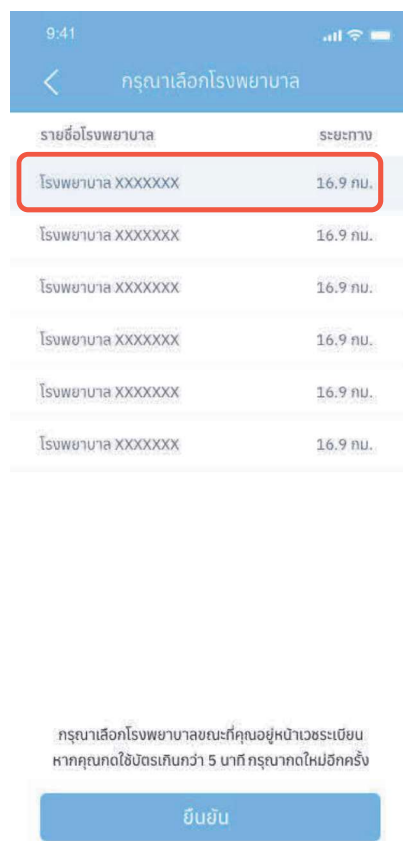 9:41
กรุณาเลือกโรงพยาบาล
รายชื่อโรงพยาบาล ระยะทาง
โรงพยาบาล XXXXXXX 16.9 กม.
โรงพยาบาล XXXXXXX 16.9 กม.
โรงพยาบาล XXXXXXX 16.9 กม.
โรงพยาบาล XXXXXXX 16.9 กม.
โรงพยาบาล XXXXXXX 16.9 กม.
โรงพยาบาล XXXXXXX 16.9 กม.
กรุณาเลือกโรงพยาบาลขณะที่คุณอยู่หน้าเวชระเบียน
หากคุณกดใช้บัตรเกินกว่า 5 นาที กรุณากดใหม่อีกครั้ง
ยืนยัน